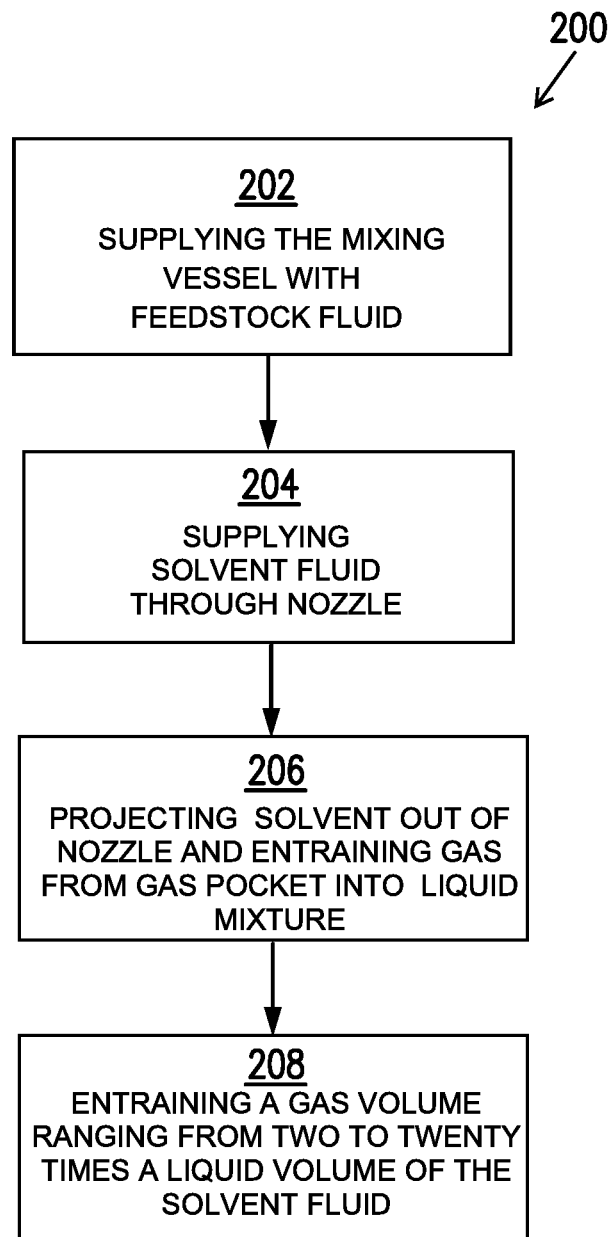 200
202
SUPPLYING THE MIXING
VESSEL WITH
FEEDSTOCK FLUID
204
SUPPLYING
SOLVENT FLUID
THROUGH NOZZLE
206
PROJECTING SOLVENT OUT OF
NOZZLE AND ENTRAINING GAS
FROM GAS POCKET INTO LIQUID
MIXTURE
208
ENTRAINING A GAS VOLUME
RANGING FROM TWO TO TWENTY
TIMES A LIQUID VOLUME OF THE
SOLVENT FLUID